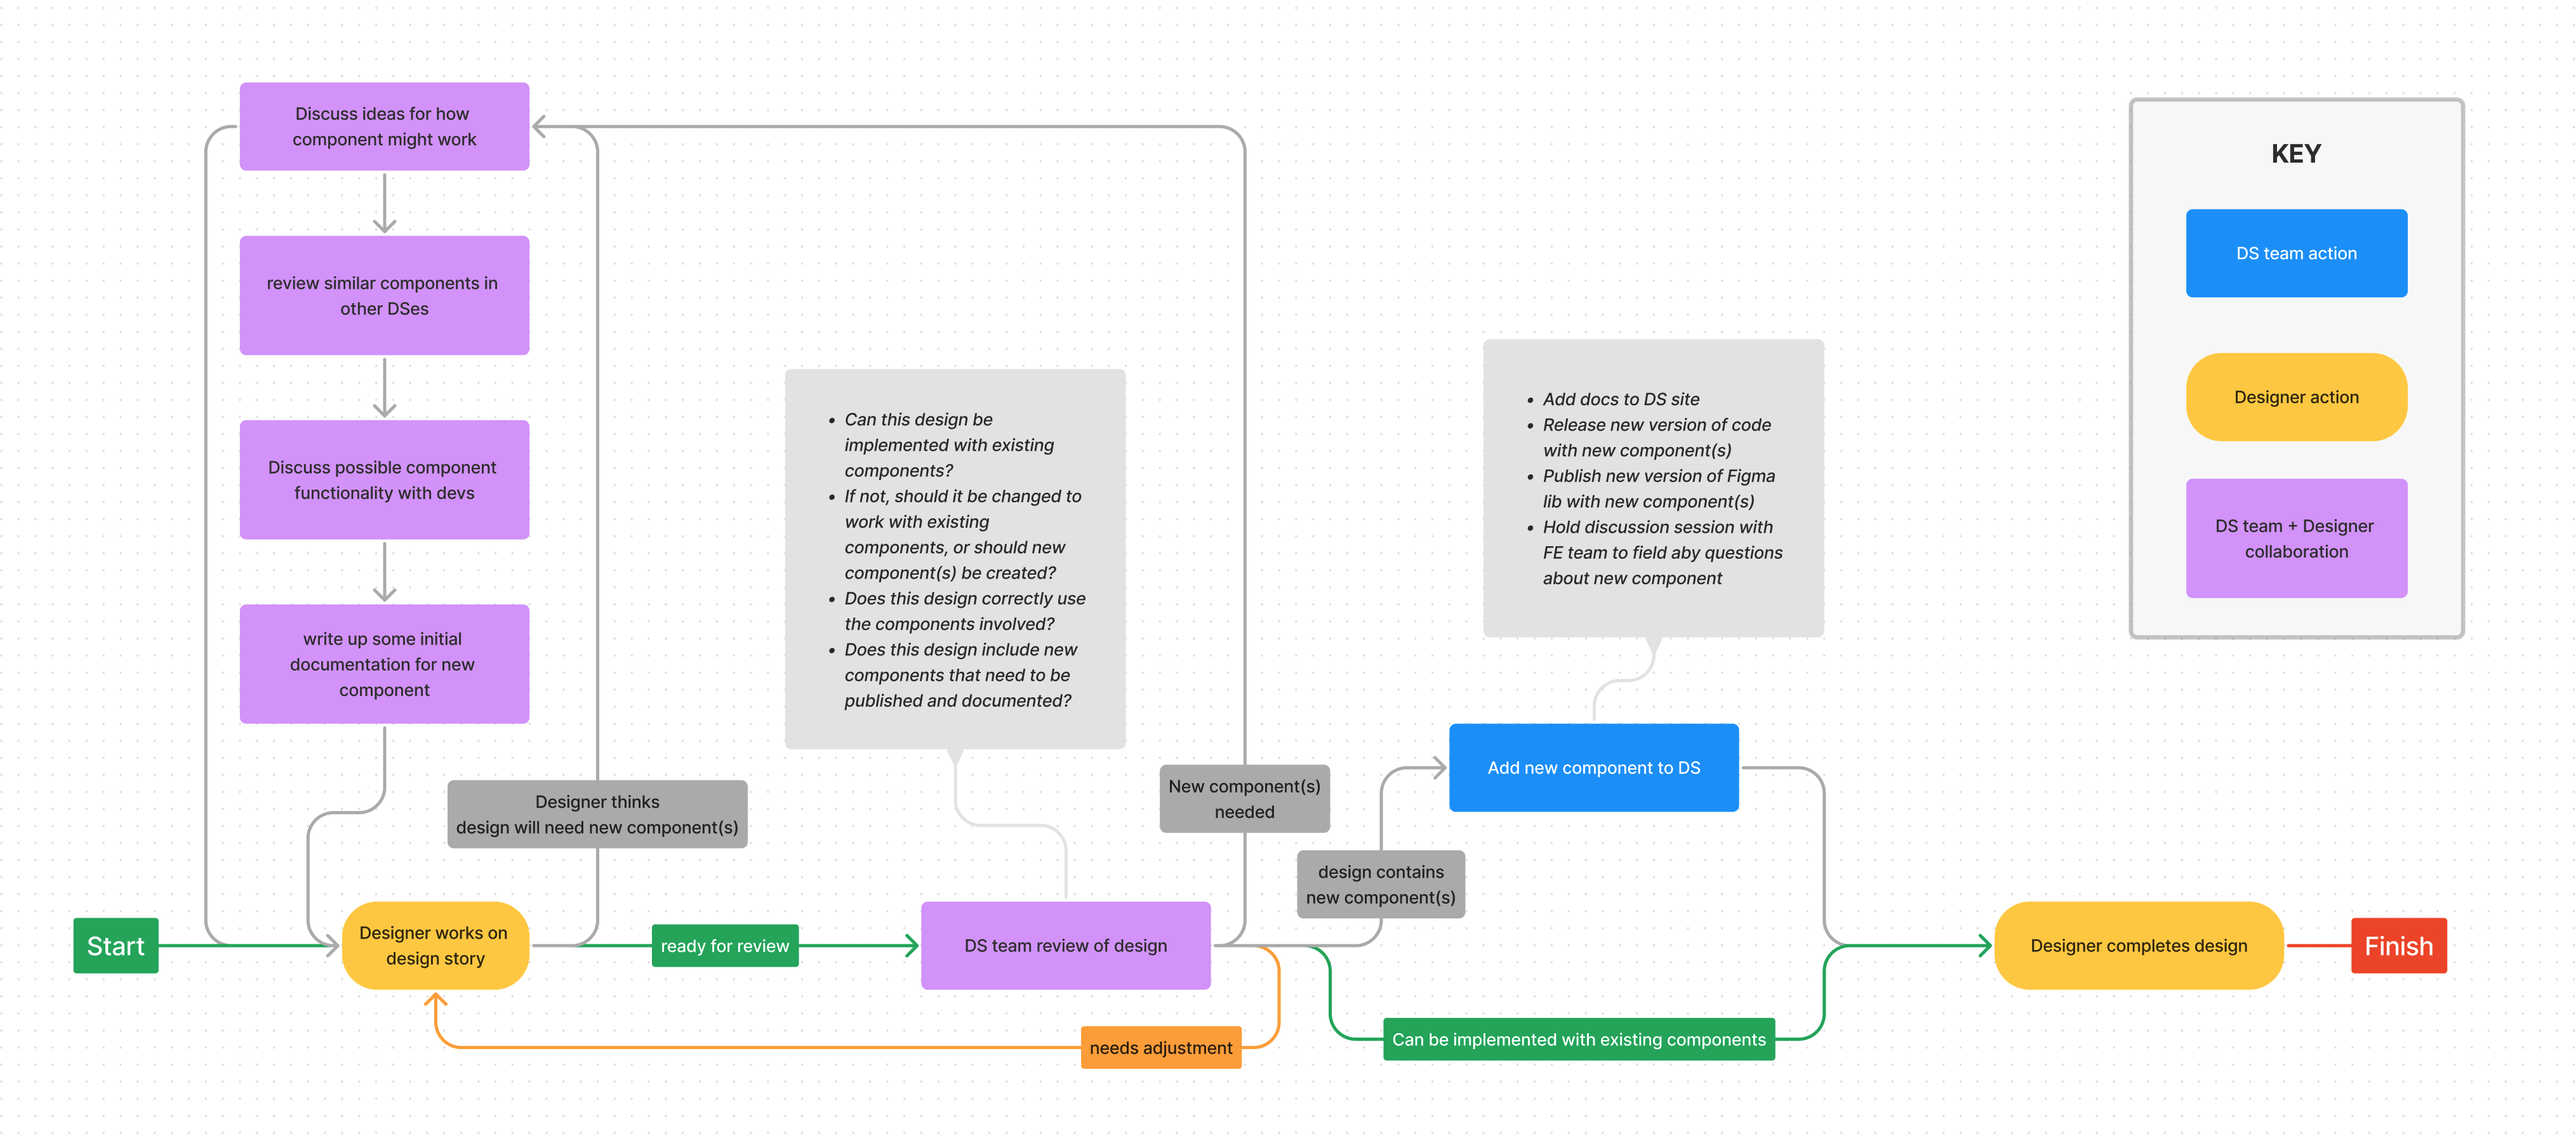 Discuss ideas for how
component might work
review similar components in
other DSes
Discuss possible component
functionality with devs
write up some initial
documentation for new
component
Designer thinks
design will need new component(s)
Start
Designer works on
design story
ready for review
• Can this design be
implemented with existing
components?
• If not, should it be changed to
work with existing
components, or should new
component(s) be created?
• Does this design correctly use
the components involved?
• Does this design include new
components that need to be
published and documented?
DS team review of design
needs adjustment
New component(s)
needed
design contains
new component(s)
Can be implemented with existing components
• Add docs to DS site
• Release new version of code
with new component(s)
• Publish new version of Figma
lib with new component(s)
• Hold discussion session with
FE team to field aby questions
about new component
Add new component to DS
Designer completes design
Finish
KEY
DS team action
Designer action
DS team + Designer
collaboration